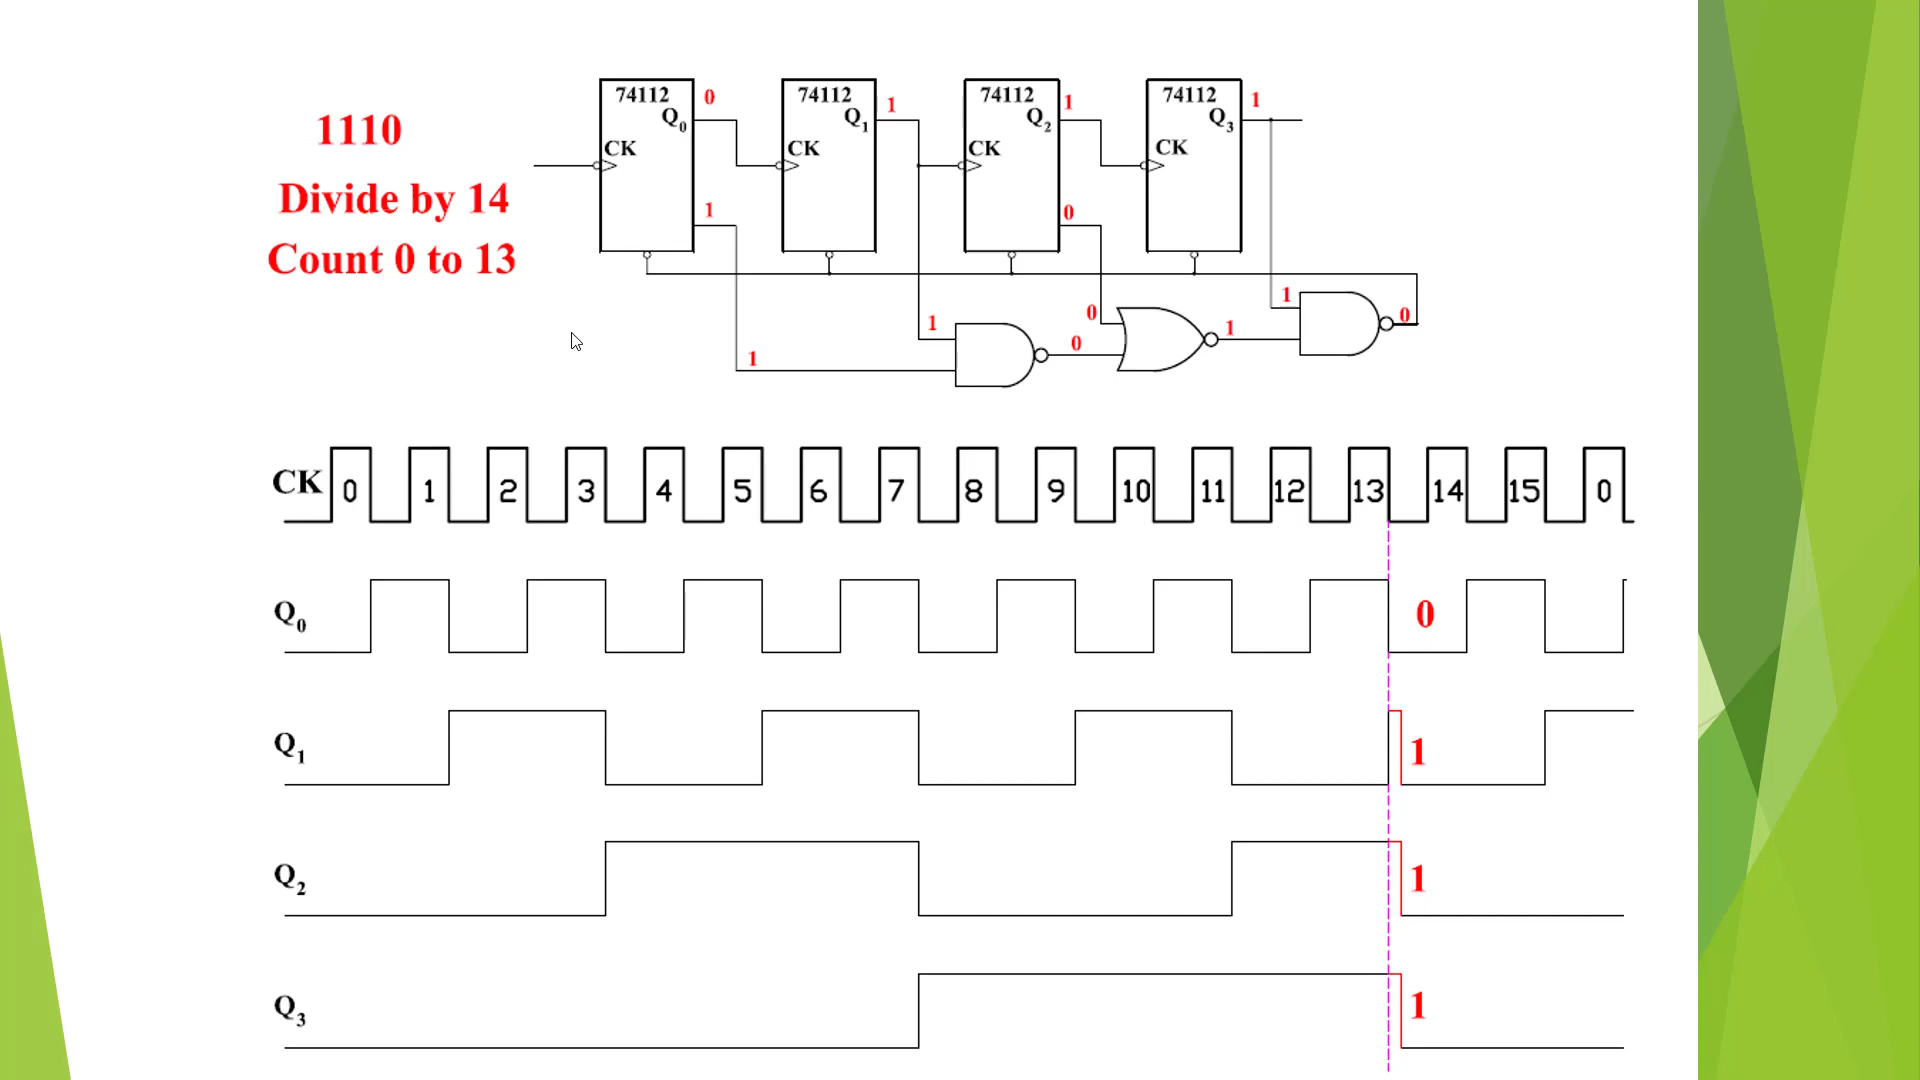 74112 0 74112 1 74112 1 74112 1
Q0 Q1 Q2 Q3
1110
CK CK CK CK
Divide by 14
1 0
Count 0 to 13
1
0
1 1 0
0
1
1
CK 0 1 2 3 4 5 6 7 8 9 10 11 12 13 14 15 0
Q0 0
Q1 1
Q2 1
Q3 1